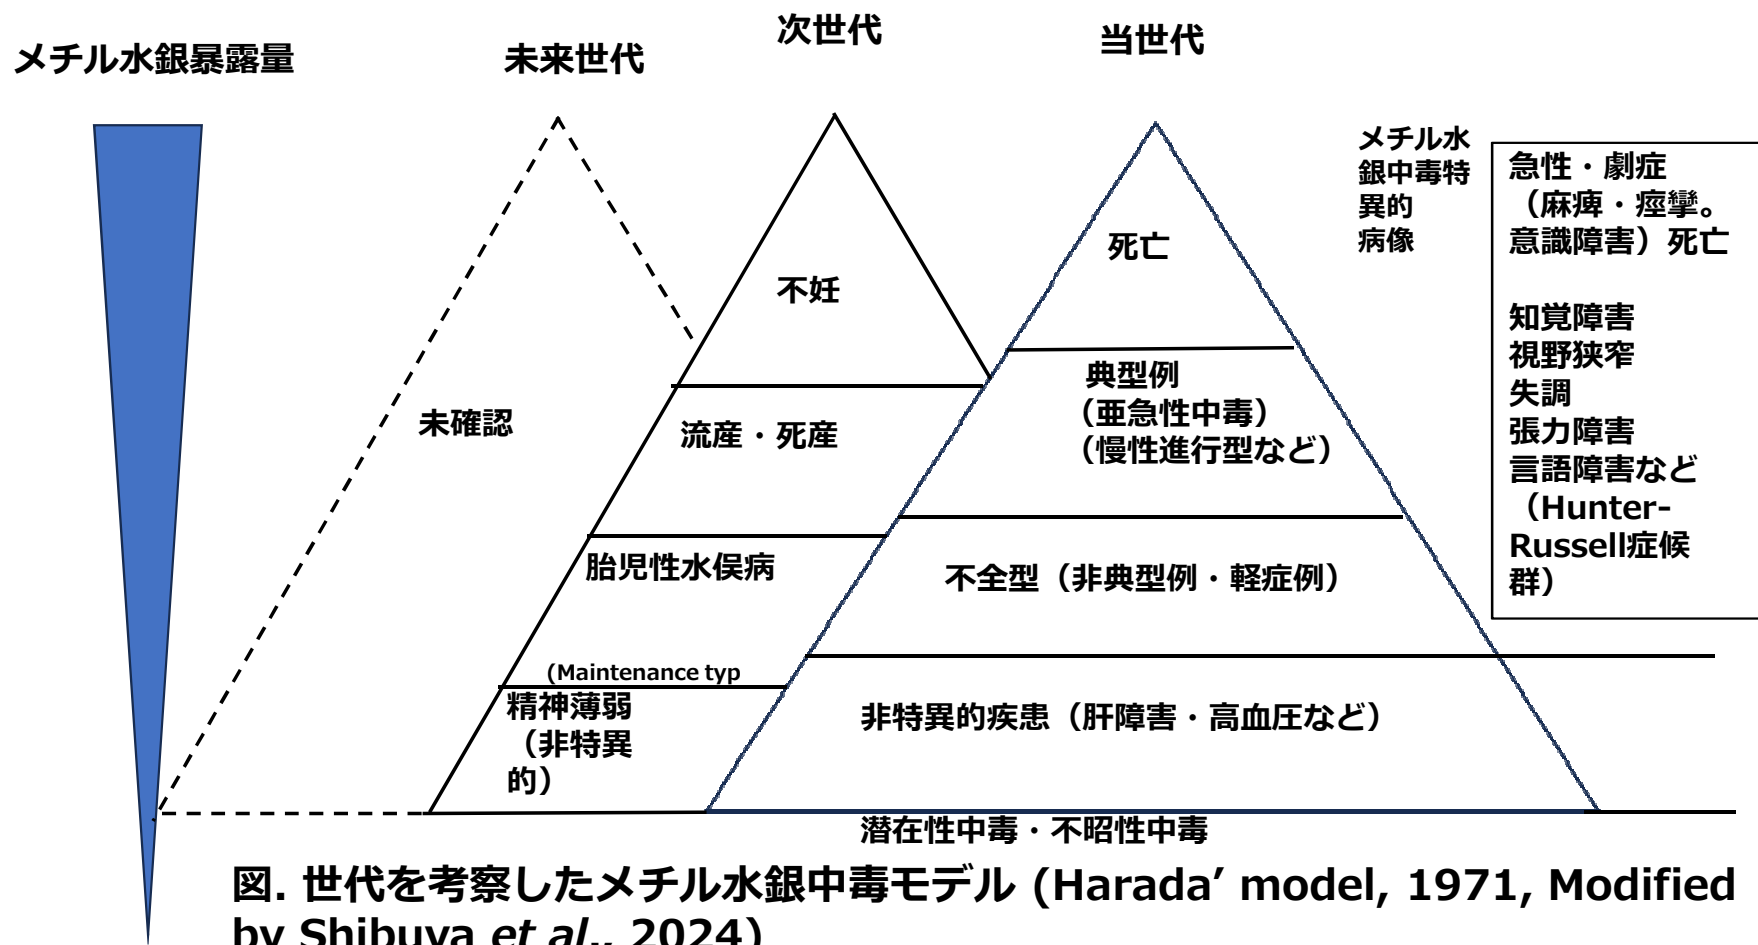 メチル水銀暴露量
未来世代
次世代
当世代
未確認
不妊
流産・死産
胎児性水俣病
(Maintenance typ
精神薄弱
（非特異
的）
死亡
典型例
（亜急性中毒）
（慢性進行型など）
不全型（非典型例・軽症例）
非特異的疾患（肝障害・高血圧など）
潜在性中毒・不昭性中毒
メチル水
銀中毒特
異的
病像
急性・劇症
（麻痺・痙攣。
意識障害）死亡
知覚障害
視野狭窄
失調
張力障害
言語障害など
（Hunter-
Russell症候
群）
図. 世代を考察したメチル水銀中毒モデル (Harada’ model, 1971, Modified
by Shibuya et al., 2024)